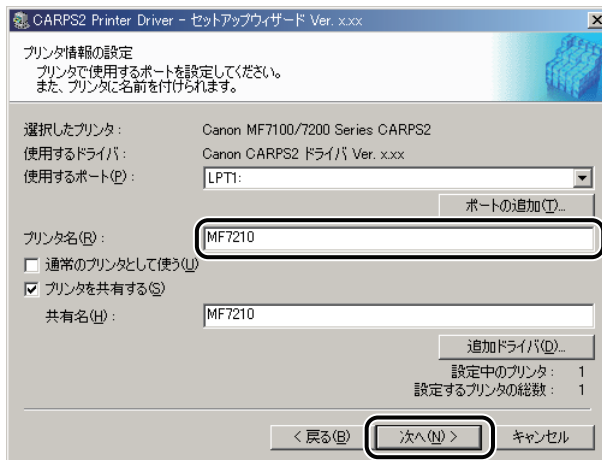 CARPS2 Printer Driver - セットアップウィザード Ver. x.xx
プリンタ情報の設定
プリンタで使用するポートを設定してください。
また、プリンタに名前を付けられます。
選択したプリンタ： Canon MF7100/7200 Series CARPS2
使用するドライバ： Canon CARPS2 ドライバ Ver. x.xx
使用するポート(P)： LPT1:
ポートの追加(T)...
プリンタ名(R)： MF7210
通常のプリンタとして使う(U)
プリンタを共有する(S)
共有名(H)： MF7210
追加ドライバ(D)...
設定中のプリンタ： 1
設定するプリンタの総数： 1
< 戻る(B) 次へ(N) > キャンセル